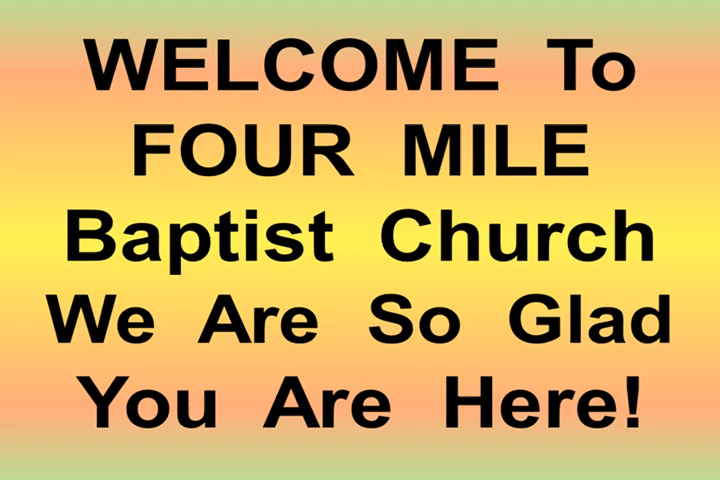 WELCOME To
FOUR MILE
Baptist Church
We Are So Glad
You Are Here!